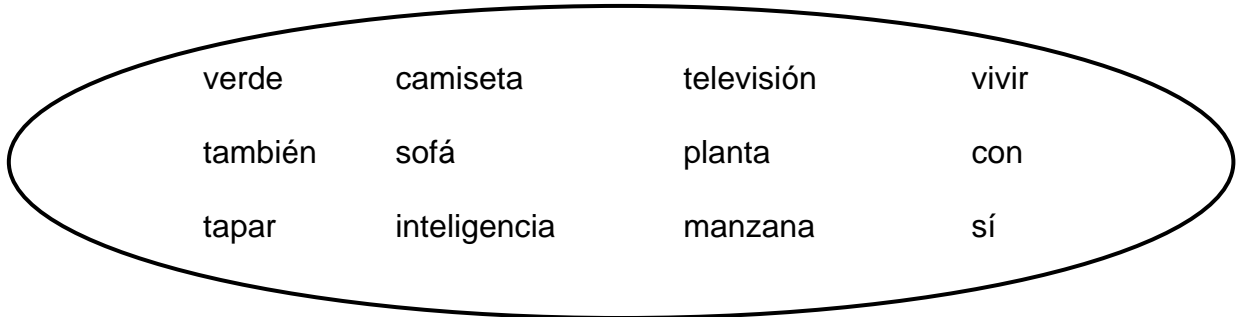 verde camiseta televisión vivir
también sofá planta con
tapar inteligencia manzana sí